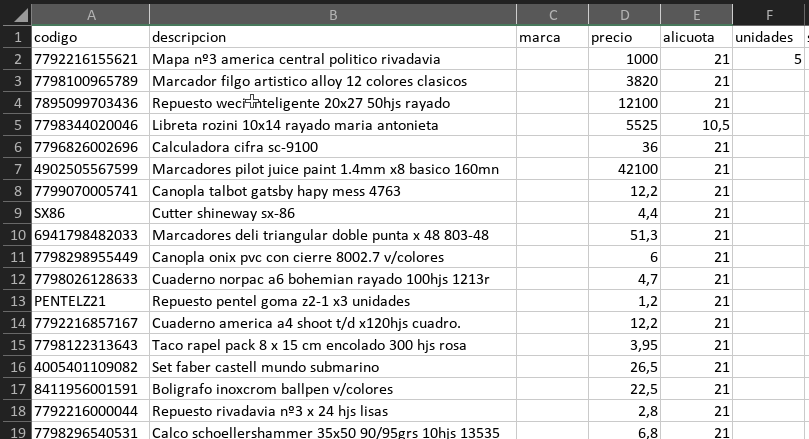 A B C D E F
1 codigo descripcion marca precio alicuota unidades
2 7792216155621 Mapa nº3 america central politico rivadavia 1000 21 5
3 7798100965789 Marcador filgo artistico alloy 12 colores clasicos 3820 21
4 7895099703436 Repuesto weci inteligente 20x27 50hjs rayado 12100 21
5 7798344020046 Libreta rozini 10x14 rayado maria antonieta 5525 10,5
6 7796826002696 Calculadora cifra sc-9100 36 21
7 4902505567599 Marcadores pilot juice paint 1.4mm x8 basico 160mn 42100 21
8 7799070005741 Canopla talbot gatsby hapy mess 4763 12,2 21
9 SX86 Cutter shineway sx-86 4,4 21
10 6941798482033 Marcadores deli triangular doble punta x 48 803-48 51,3 21
11 7798298955449 Canopla onix pvc con cierre 8002.7 v/colores 6 21
12 7798026128633 Cuaderno norpac a6 bohemian rayado 100hjs 1213r 4,7 21
13 PENTELZ21 Repuesto pentel goma z2-1 x3 unidades 1,2 21
14 7792216857167 Cuaderno america a4 shoot t/d x120hjs cuadro. 12,2 21
15 7798122313643 Taco rapel pack 8 x 15 cm encolado 300 hjs rosa 3,95 21
16 4005401109082 Set faber castell mundo submarino 26,5 21
17 8411956001591 Boligrafo inoxcrom ballpen v/colores 22,5 21
18 7792216000044 Repuesto rivadavia nº3 x 24 hjs lisas 2,8 21
19 7798296540531 Calco schoellershammer 35x50 90/95grs 10hjs 13535 6,8 21